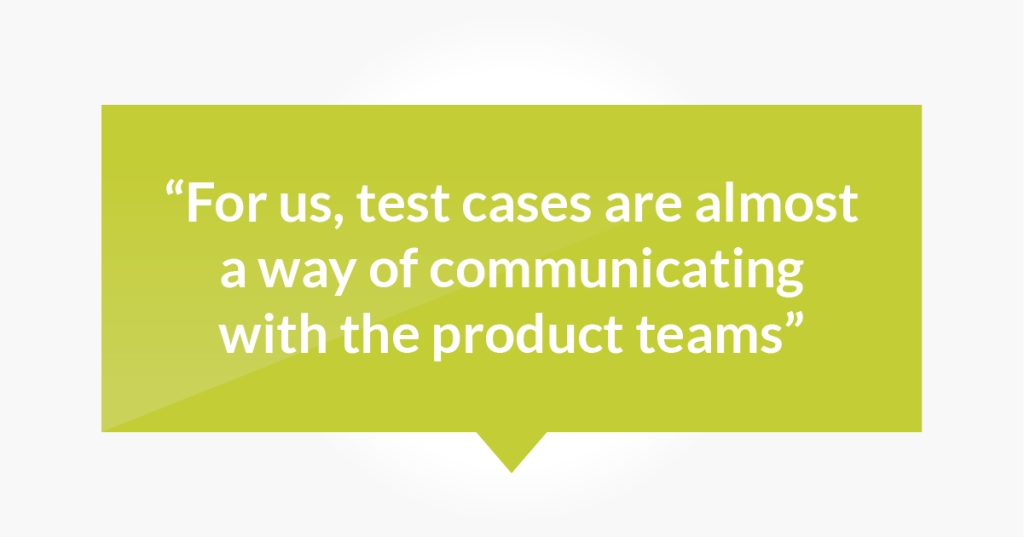 “For us, test cases are almost
a way of communicating
with the product teams”